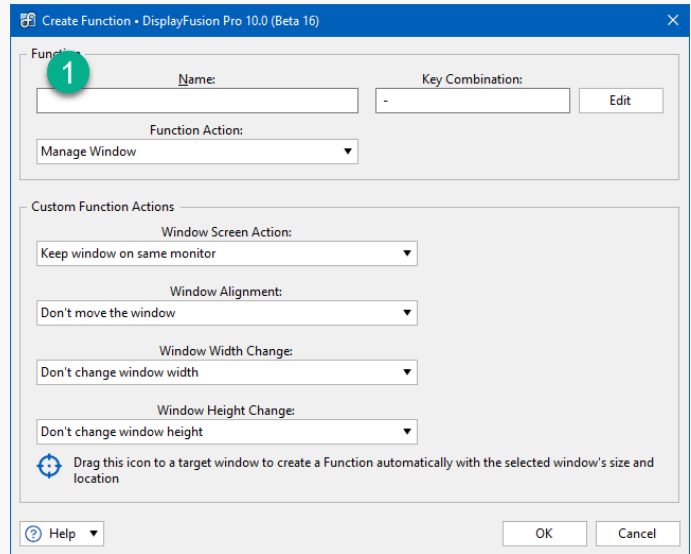 Create Function • DisplayFusion Pro 10.0 (Beta 16)
1
Name:
Key Combination:
-
Edit
Function Action:
Manage Window
Custom Function Actions
Window Screen Action:
Keep window on same monitor
Window Alignment:
Don't move the window
Window Width Change:
Don't change window width
Window Height Change:
Don't change window height
Drag this icon to a target window to create a Function automatically with the selected window's size and
location
? Help
OK
Cancel